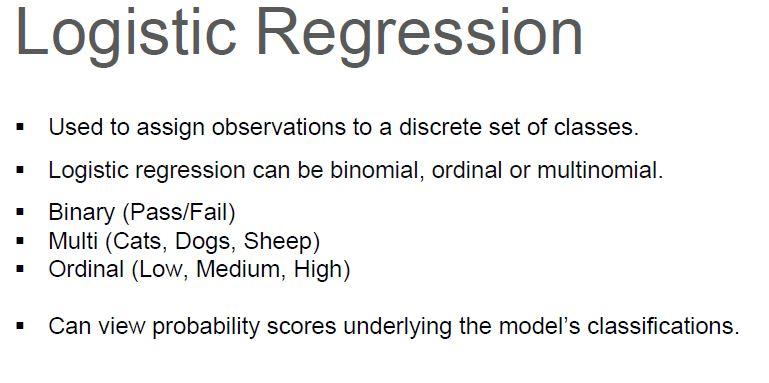 Logistic Regression
▪ Used to assign observations to a discrete set of classes.
▪ Logistic regression can be binomial, ordinal or multinomial.
▪ Binary (Pass/Fail)
▪ Multi (Cats, Dogs, Sheep)
▪ Ordinal (Low, Medium, High)
▪ Can view probability scores underlying the model’s classifications.